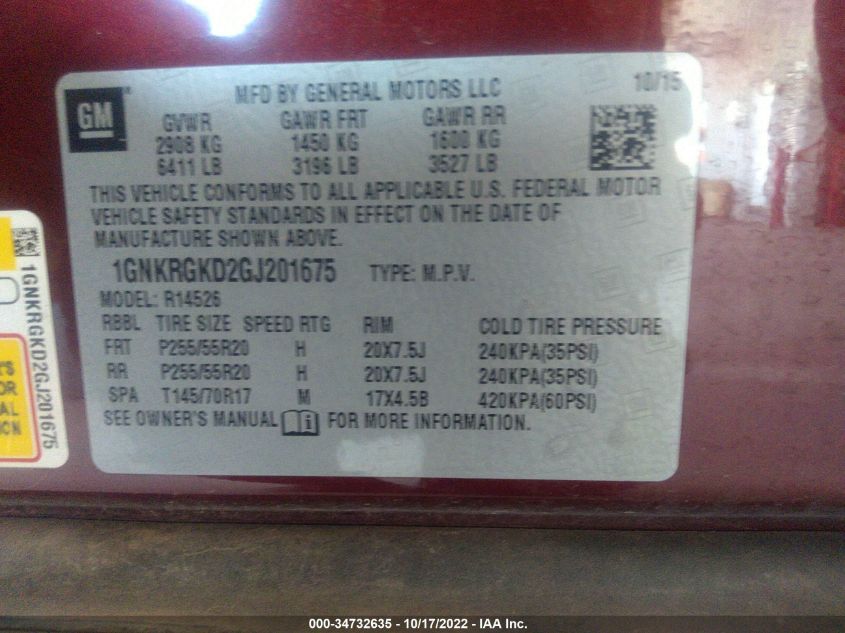 MFD BY GENERAL MOTORS LLC 10/15
GM
GVWR GAWR FRT GAWR RR
2908 KG 1450 KG 1600 KG
6411 LB 3196 LB 3527 LB
THIS VEHICLE CONFORMS TO ALL APPLICABLE U.S. FEDERAL MOTOR
VEHICLE SAFETY STANDARDS IN EFFECT ON THE DATE OF
MANUFACTURE SHOWN ABOVE.
1GNKRGKD2GJ201675 TYPE: M.P.V.
MODEL: R14526
RBBL TIRE SIZE SPEED RTG RIM COLD TIRE PRESSURE
FRT P255/55R20 H 20X7.5J 240KPA(35PSI)
RR P255/55R20 H 20X7.5J 240KPA(35PSI)
SPA T145/70R17 M 17X4.5B 420KPA(60PSI)
SEE OWNER'S MANUAL FOR MORE INFORMATION.
1GNKRGKD2GJ201675
000-34732635 - 10/17/2022 - IAA Inc.